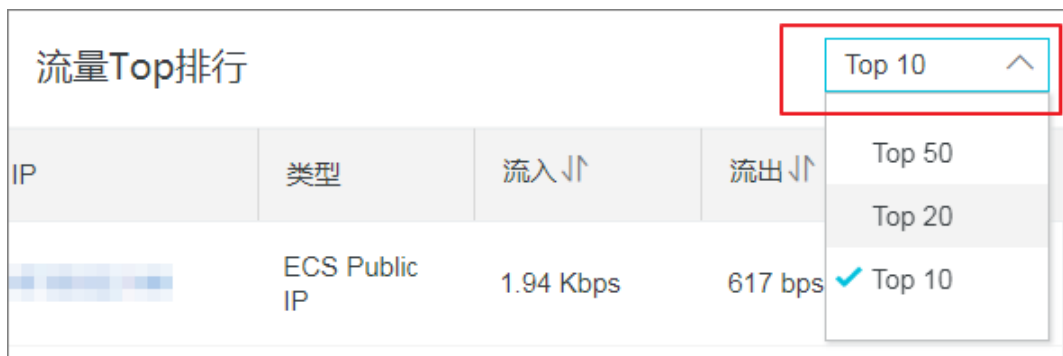 流量Top排行
Top 10
IP
类型
流入
流出
Top 50
Top 20
Top 10
ECS Public
IP
1.94 Kbps
617 bps